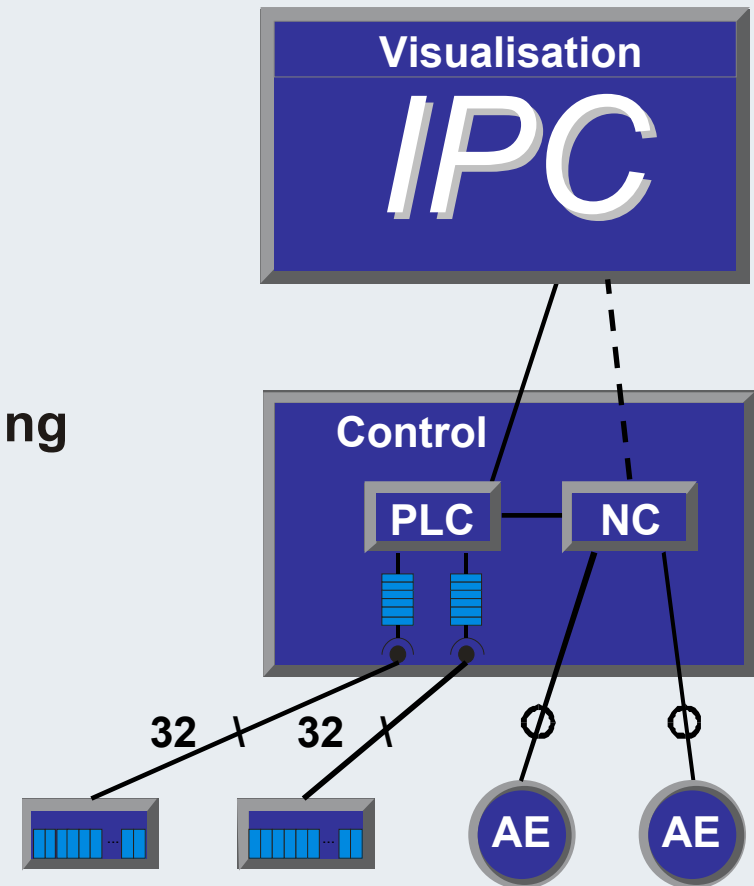 Visualisation
IPC
ng
Control
PLC
NC
32
32
...
...
AE
AE